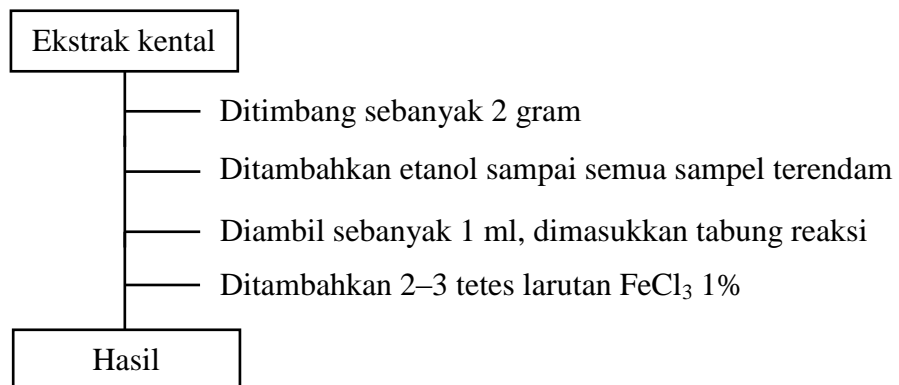 Ekstrak kental
Ditimbang sebanyak 2 gram
Ditambahkan etanol sampai semua sampel terendam
Diambil sebanyak 1 ml, dimasukkan tabung reaksi
Ditambahkan 2–3 tetes larutan FeCl₃ 1%
Hasil